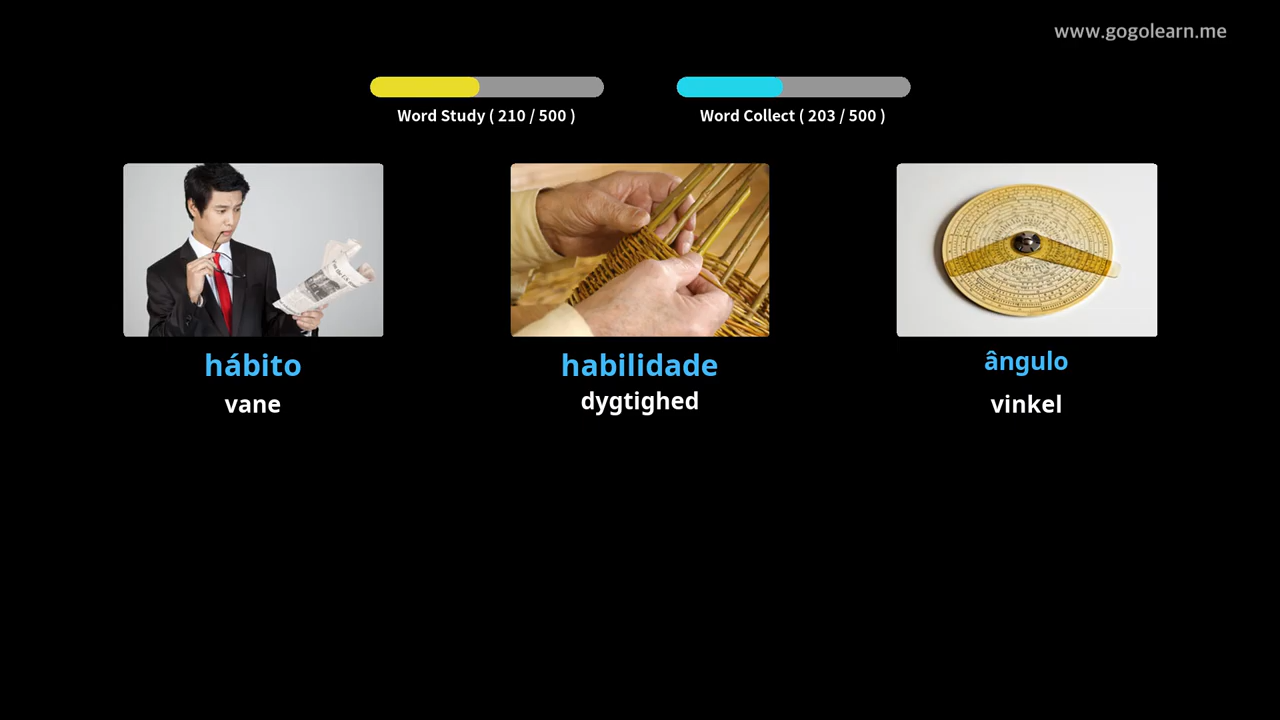 www.gogolearn.me
Word Study ( 210 / 500 )
Word Collect ( 203 / 500 )
hábito
vane
habilidade
dygtighed
ângulo
vinkel